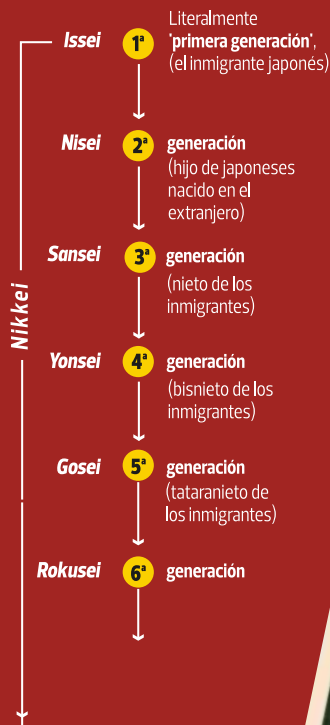 Literalmente
Issei 1ª "primera generación",
(el inmigrante japonés)
Nisei 2ª generación
(hijo de japoneses
nacido en el
extranjero)
Sansei 3ª generación
(nieto de los
inmigrantes)
Nikkei
Yonsei 4ª generación
(bisnieto de los
inmigrantes)
Gosei 5ª generación
(tataranieto de
los inmigrantes)
Rokusei 6ª generación